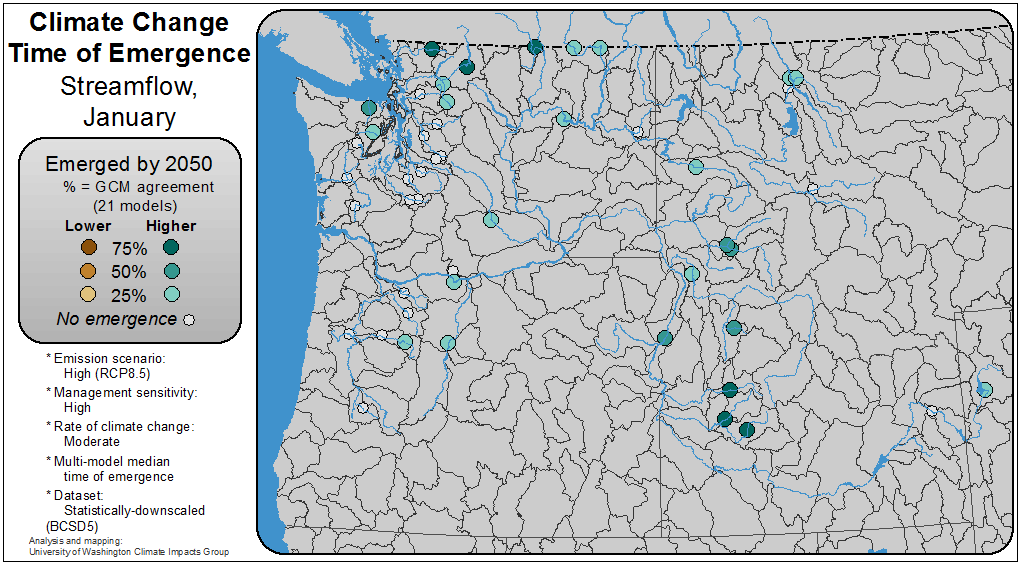 Climate Change
Time of Emergence
Streamflow,
January
Emerged by 2050
% = GCM agreement
(21 models)
Lower Higher
75%
50%
25%
No emergence
* Emission scenario:
High (RCP8.5)
* Management sensitivity:
High
* Rate of climate change:
Moderate
* Multi-model median
time of emergence
* Dataset:
Statistically-downscaled
(BCSD5)
Analysis and mapping:
University of Washington Climate Impacts Group